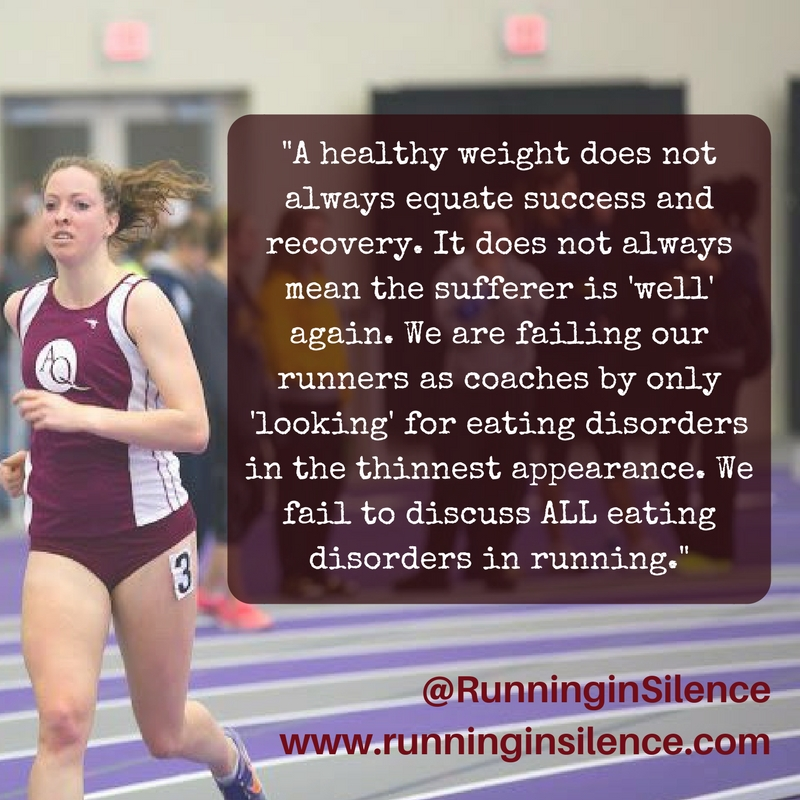 "A healthy weight does not
always equate success and
recovery. It does not always
mean the sufferer is 'well'
again. We are failing our
runners as coaches by only
'looking' for eating disorders
in the thinnest appearance. We
fail to discuss ALL eating
disorders in running."
AQ
3
@RunninginSilence
www.runninginsilence.com